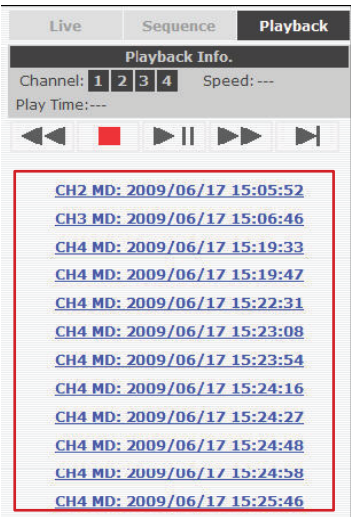 Live Sequence Playback
Playback Info.
Channel: 1 2 3 4 Speed: ---
Play Time:---
CH2 MD: 2009/06/17 15:05:52
CH3 MD: 2009/06/17 15:06:46
CH4 MD: 2009/06/17 15:19:33
CH4 MD: 2009/06/17 15:19:47
CH4 MD: 2009/06/17 15:22:31
CH4 MD: 2009/06/17 15:23:08
CH4 MD: 2009/06/17 15:23:54
CH4 MD: 2009/06/17 15:24:16
CH4 MD: 2009/06/17 15:24:27
CH4 MD: 2009/06/17 15:24:48
CH4 MD: 2009/06/17 15:24:58
CH4 MD: 2009/06/17 15:25:46